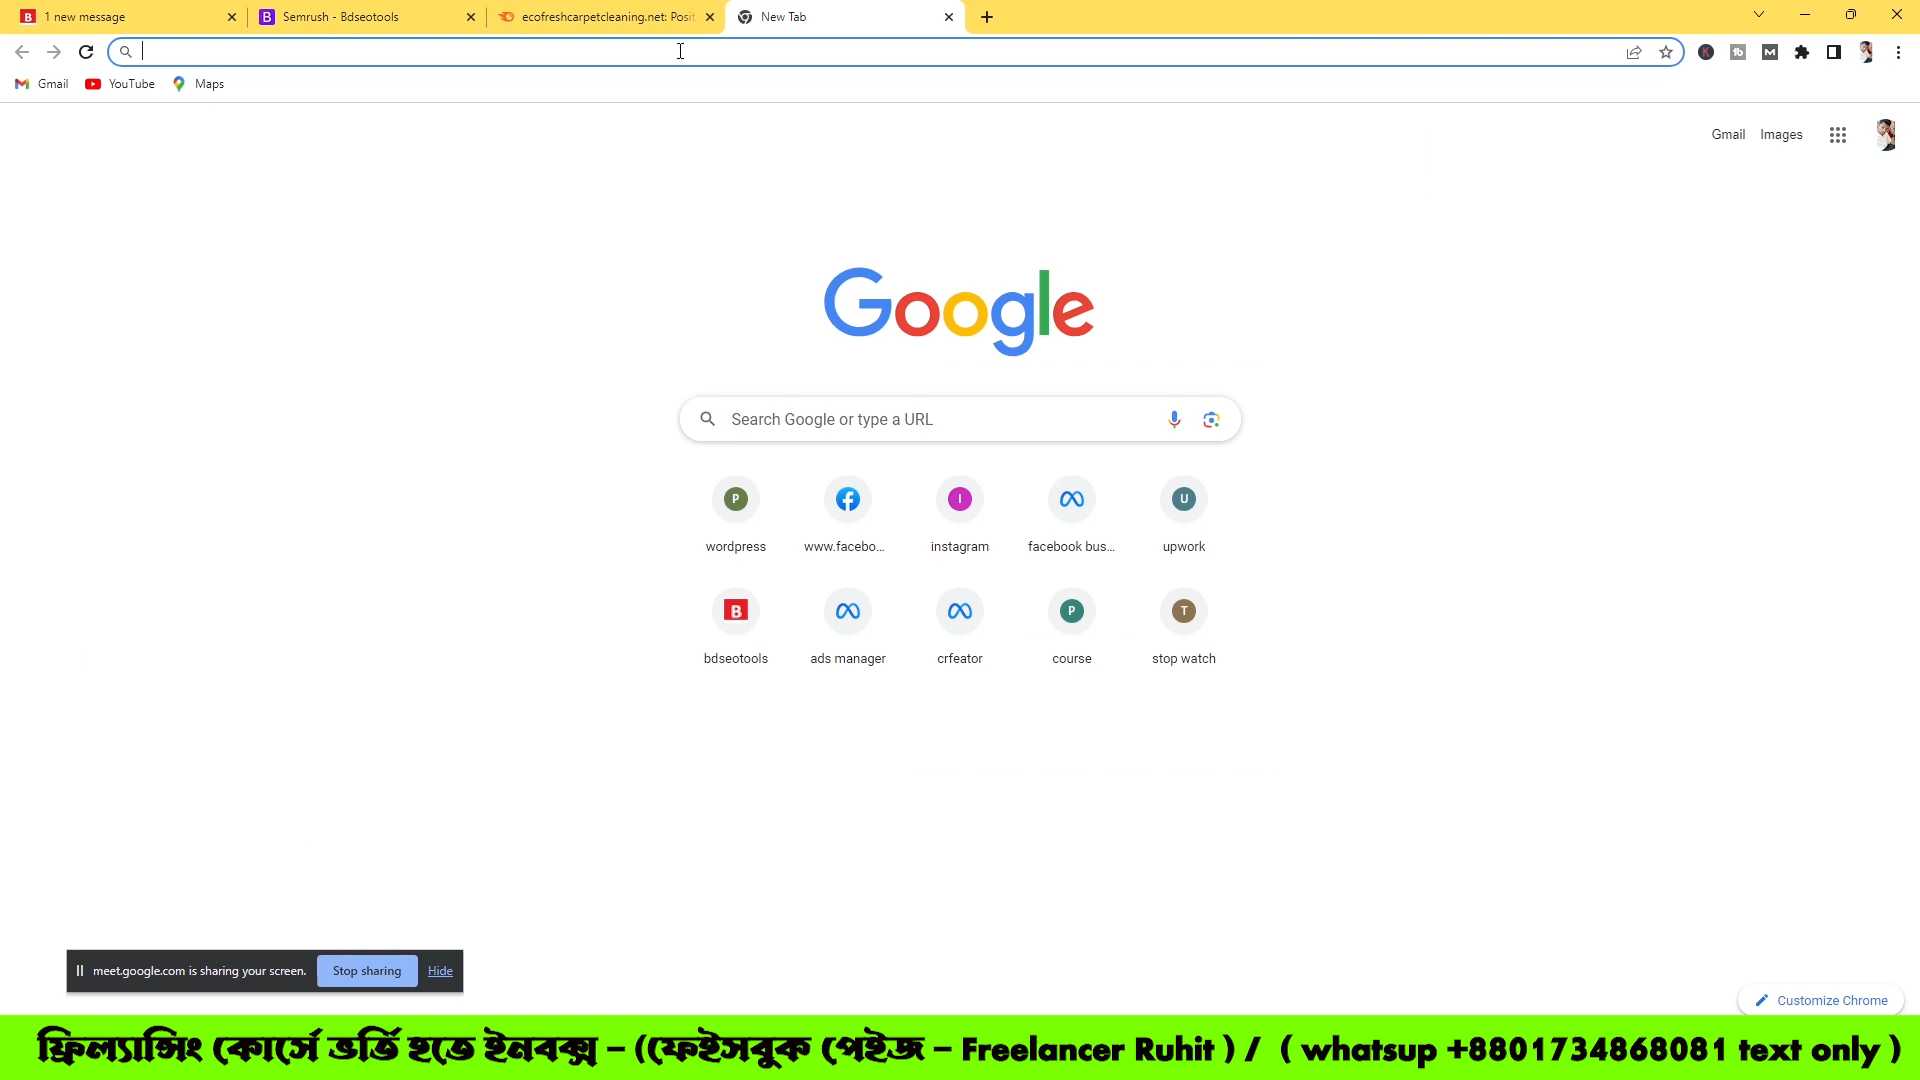 1 new message
Semrush - Bdseotools
ecofreshcarpetcleaning.net: Posit
New Tab
Gmail
YouTube
Maps
Gmail
Images
Google
Search Google or type a URL
P
I
U
wordpress
www.facebo...
instagram
facebook bus...
upwork
B
P
T
bdseotools
ads manager
crfeator
course
stop watch
meet.google.com is sharing your screen.
Stop sharing
Hide
Customize Chrome
ফ্রিল্যান্সিং কোর্সে ভর্তি হতে ইনবক্স – ((ফেইসবুক পেইজ – Freelancer Ruhit ) / ( whatsup +8801734868081 text only )